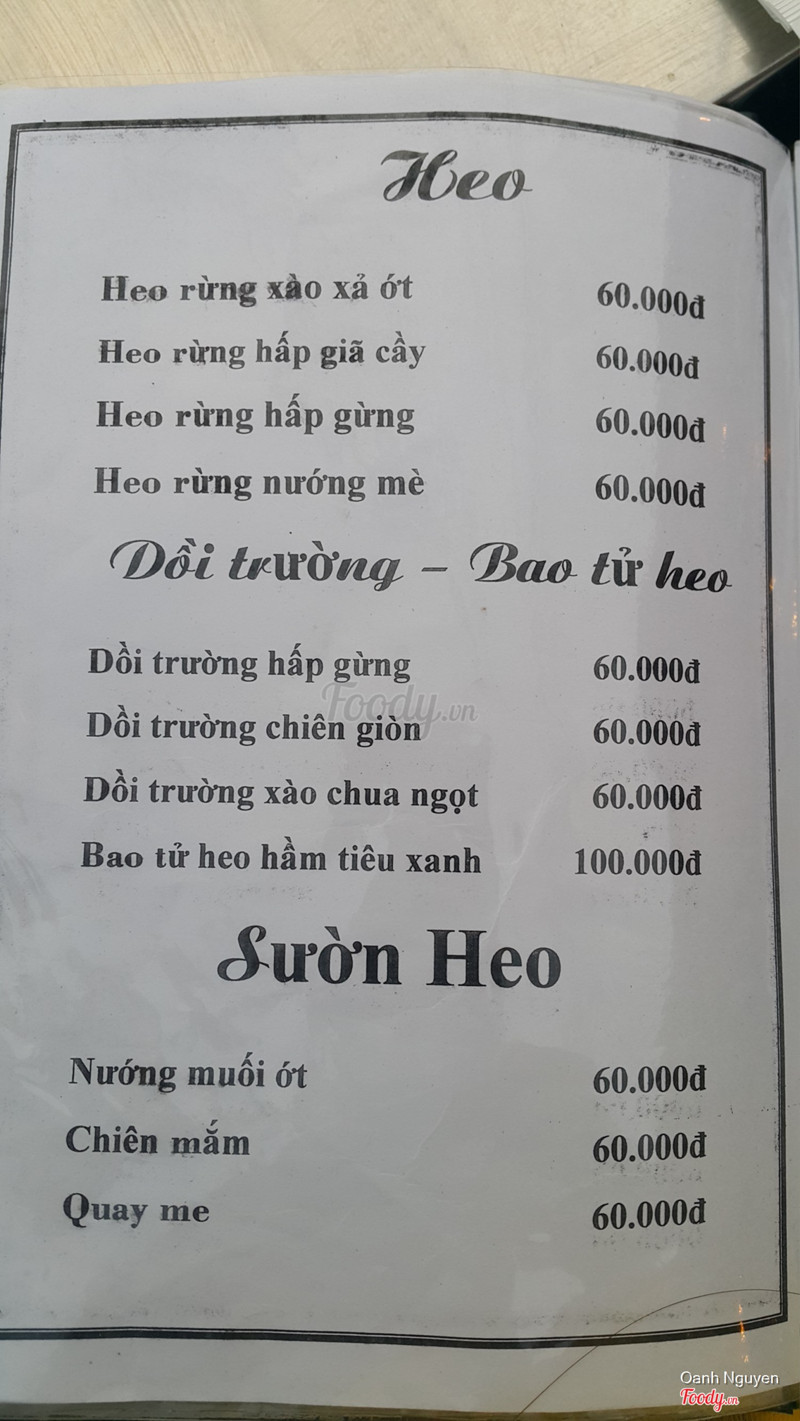 Heo
Heo rừng xào xả ớt 60.000đ
Heo rừng hấp giã cầy 60.000đ
Heo rừng hấp gừng 60.000đ
Heo rừng nướng mè 60.000đ
Dồi trường – Bao tử heo
Dồi trường hấp gừng 60.000đ
Foody.vn
Dồi trường chiên giòn 60.000đ
Dồi trường xào chua ngọt 60.000đ
Bao tử heo hầm tiêu xanh 100.000đ
Sườn Heo
Nướng muối ớt 60.000đ
Chiên mắm 60.000đ
Quay me 60.000đ
Oanh Nguyen
Foody.vn